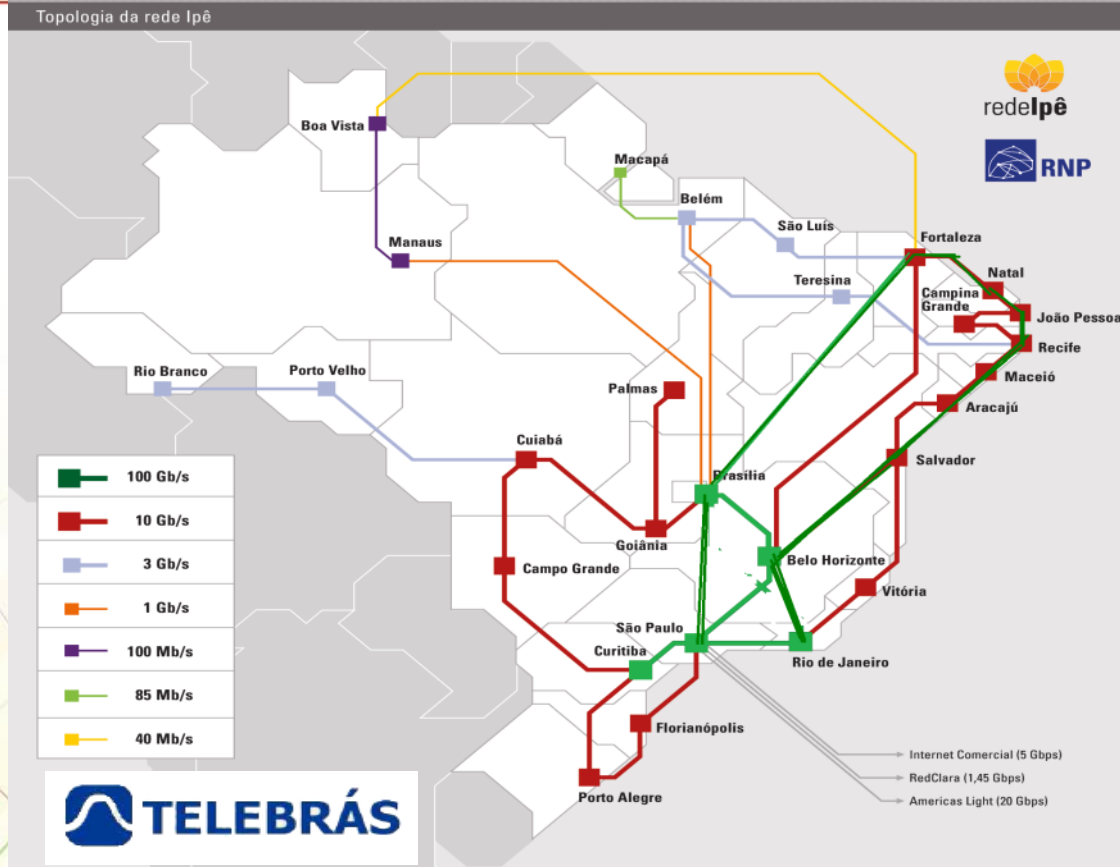 Topologia da rede Ipê
redeIpê
RNP
Boa Vista
Macapá
Belém
São Luís
Fortaleza
Manaus
Teresina
Natal
Campina
Grande
João Pessoa
Recife
Rio Branco
Porto Velho
Palmas
Maceió
Aracajú
Cuiabá
Salvador
Brasília
Goiânia
Campo Grande
Belo Horizonte
Vitória
São Paulo
Curitiba
Rio de Janeiro
Florianópolis
Porto Alegre
100 Gb/s
10 Gb/s
3 Gb/s
1 Gb/s
100 Mb/s
85 Mb/s
40 Mb/s
Internet Comercial (5 Gbps)
RedClara (1,45 Gbps)
Americas Light (20 Gbps)
TELEBRÁS